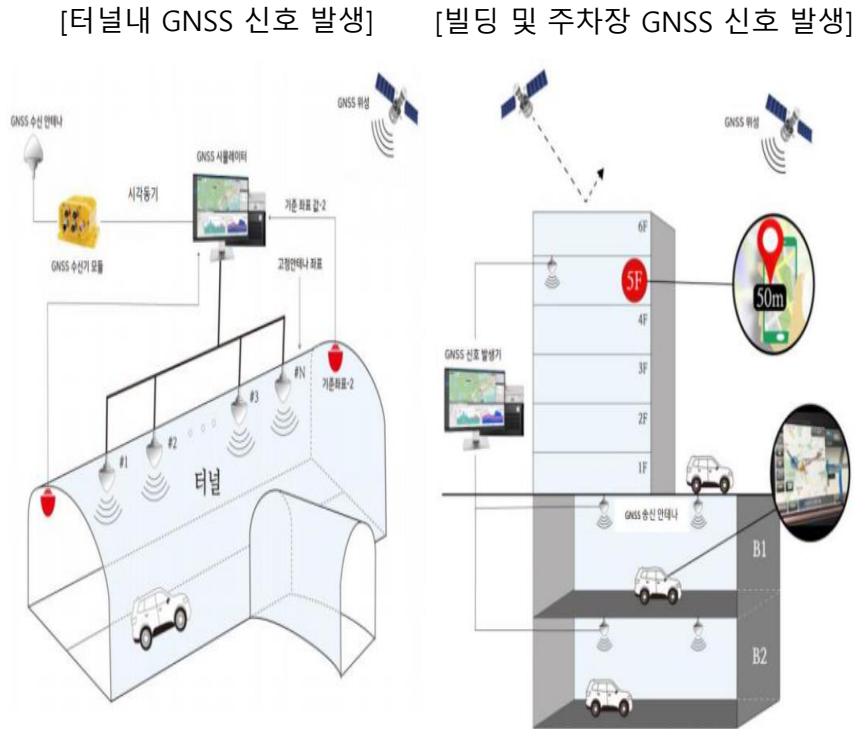 [터널내 GNSS 신호 발생]
[빌딩 및 주차장 GNSS 신호 발생]
GNSS 수신 안테나
GNSS 위성
GNSS 시뮬레이터
시각동기
기준 좌표 값-2
GNSS 수신기 모듈
고정안테나 좌표
기준좌표-2
#1
#2
#3
#N
터널
GNSS 위성
6F
5F
50m
4F
GNSS 신호 발생기
3F
2F
1F
GNSS 송신 안테나
B1
B2